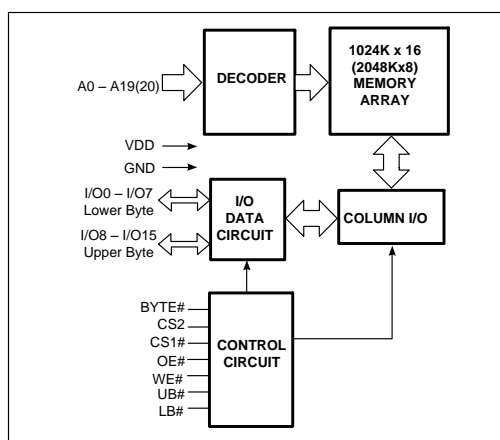 A0 – A19(20)
DECODER
1024K x 16
(2048Kx8)
MEMORY
ARRAY
VDD
GND
I/O0 – I/O7
Lower Byte
I/O8 – I/O15
Upper Byte
I/O
DATA
CIRCUIT
COLUMN I/O
BYTE#
CS2
CS1#
OE#
WE#
UB#
LB#
CONTROL
CIRCUIT